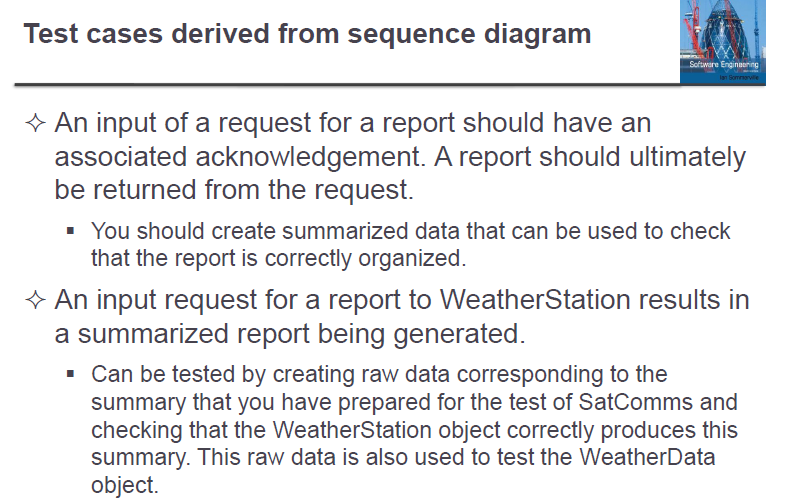 Test cases derived from sequence diagram
Software Engineering
Ian Sommerville
✧ An input of a request for a report should have an
associated acknowledgement. A report should ultimately
be returned from the request.
▪ You should create summarized data that can be used to check
that the report is correctly organized.
✧ An input request for a report to WeatherStation results in
a summarized report being generated.
▪ Can be tested by creating raw data corresponding to the
summary that you have prepared for the test of SatComms and
checking that the WeatherStation object correctly produces this
summary. This raw data is also used to test the WeatherData
object.